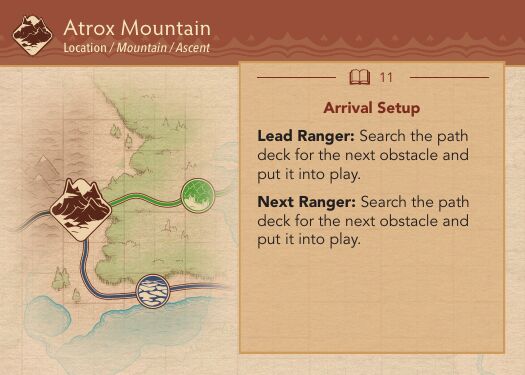 Atrox Mountain
Location / Mountain / Ascent
11
Arrival Setup
Lead Ranger: Search the path
deck for the next obstacle and
put it into play.
Next Ranger: Search the path
deck for the next obstacle and
put it into play.